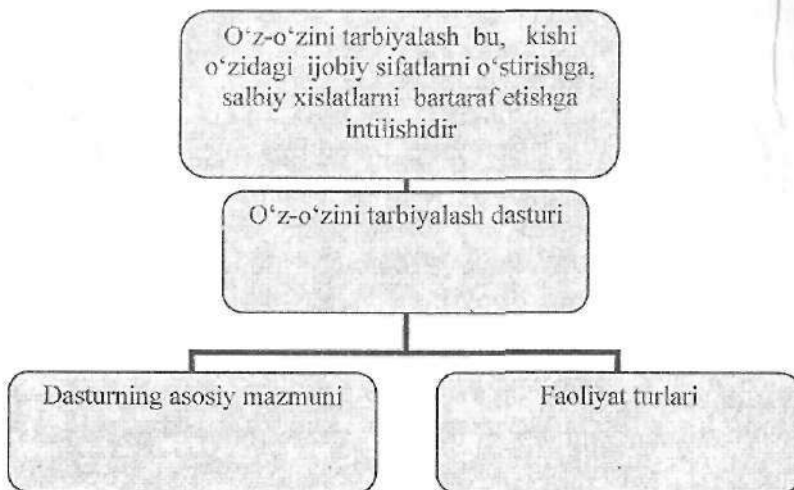 O‘z-o‘zini tarbiyalash bu, kishi
o‘zidagi ijobiy sifatlarni o‘stirishga,
salbiy xislatlarni bartaraf etishga
intilishidir
O‘z-o‘zini tarbiyalash dasturi
Dasturning asosiy mazmuni
Faoliyat turlari